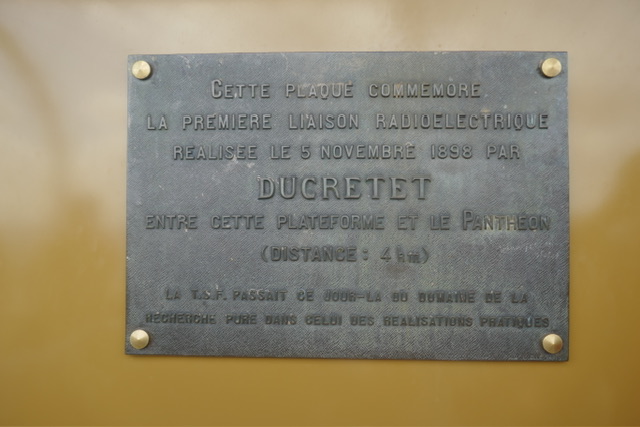 CETTE PLAQUE COMMEMORE
LA PREMIERE LIAISON RADIOELECTRIQUE
REALISEE LE 5 NOVEMBRE 1898 PAR
DUCRETET
ENTRE CETTE PLATEFORME ET LE PANTHEON
(DISTANCE: 4 km)
LA T.S.F. PASSAIT CE JOUR-LA DU DOMAINE DE LA
RECHERCHE PURE DANS CELUI DES REALISATIONS PRATIQUES